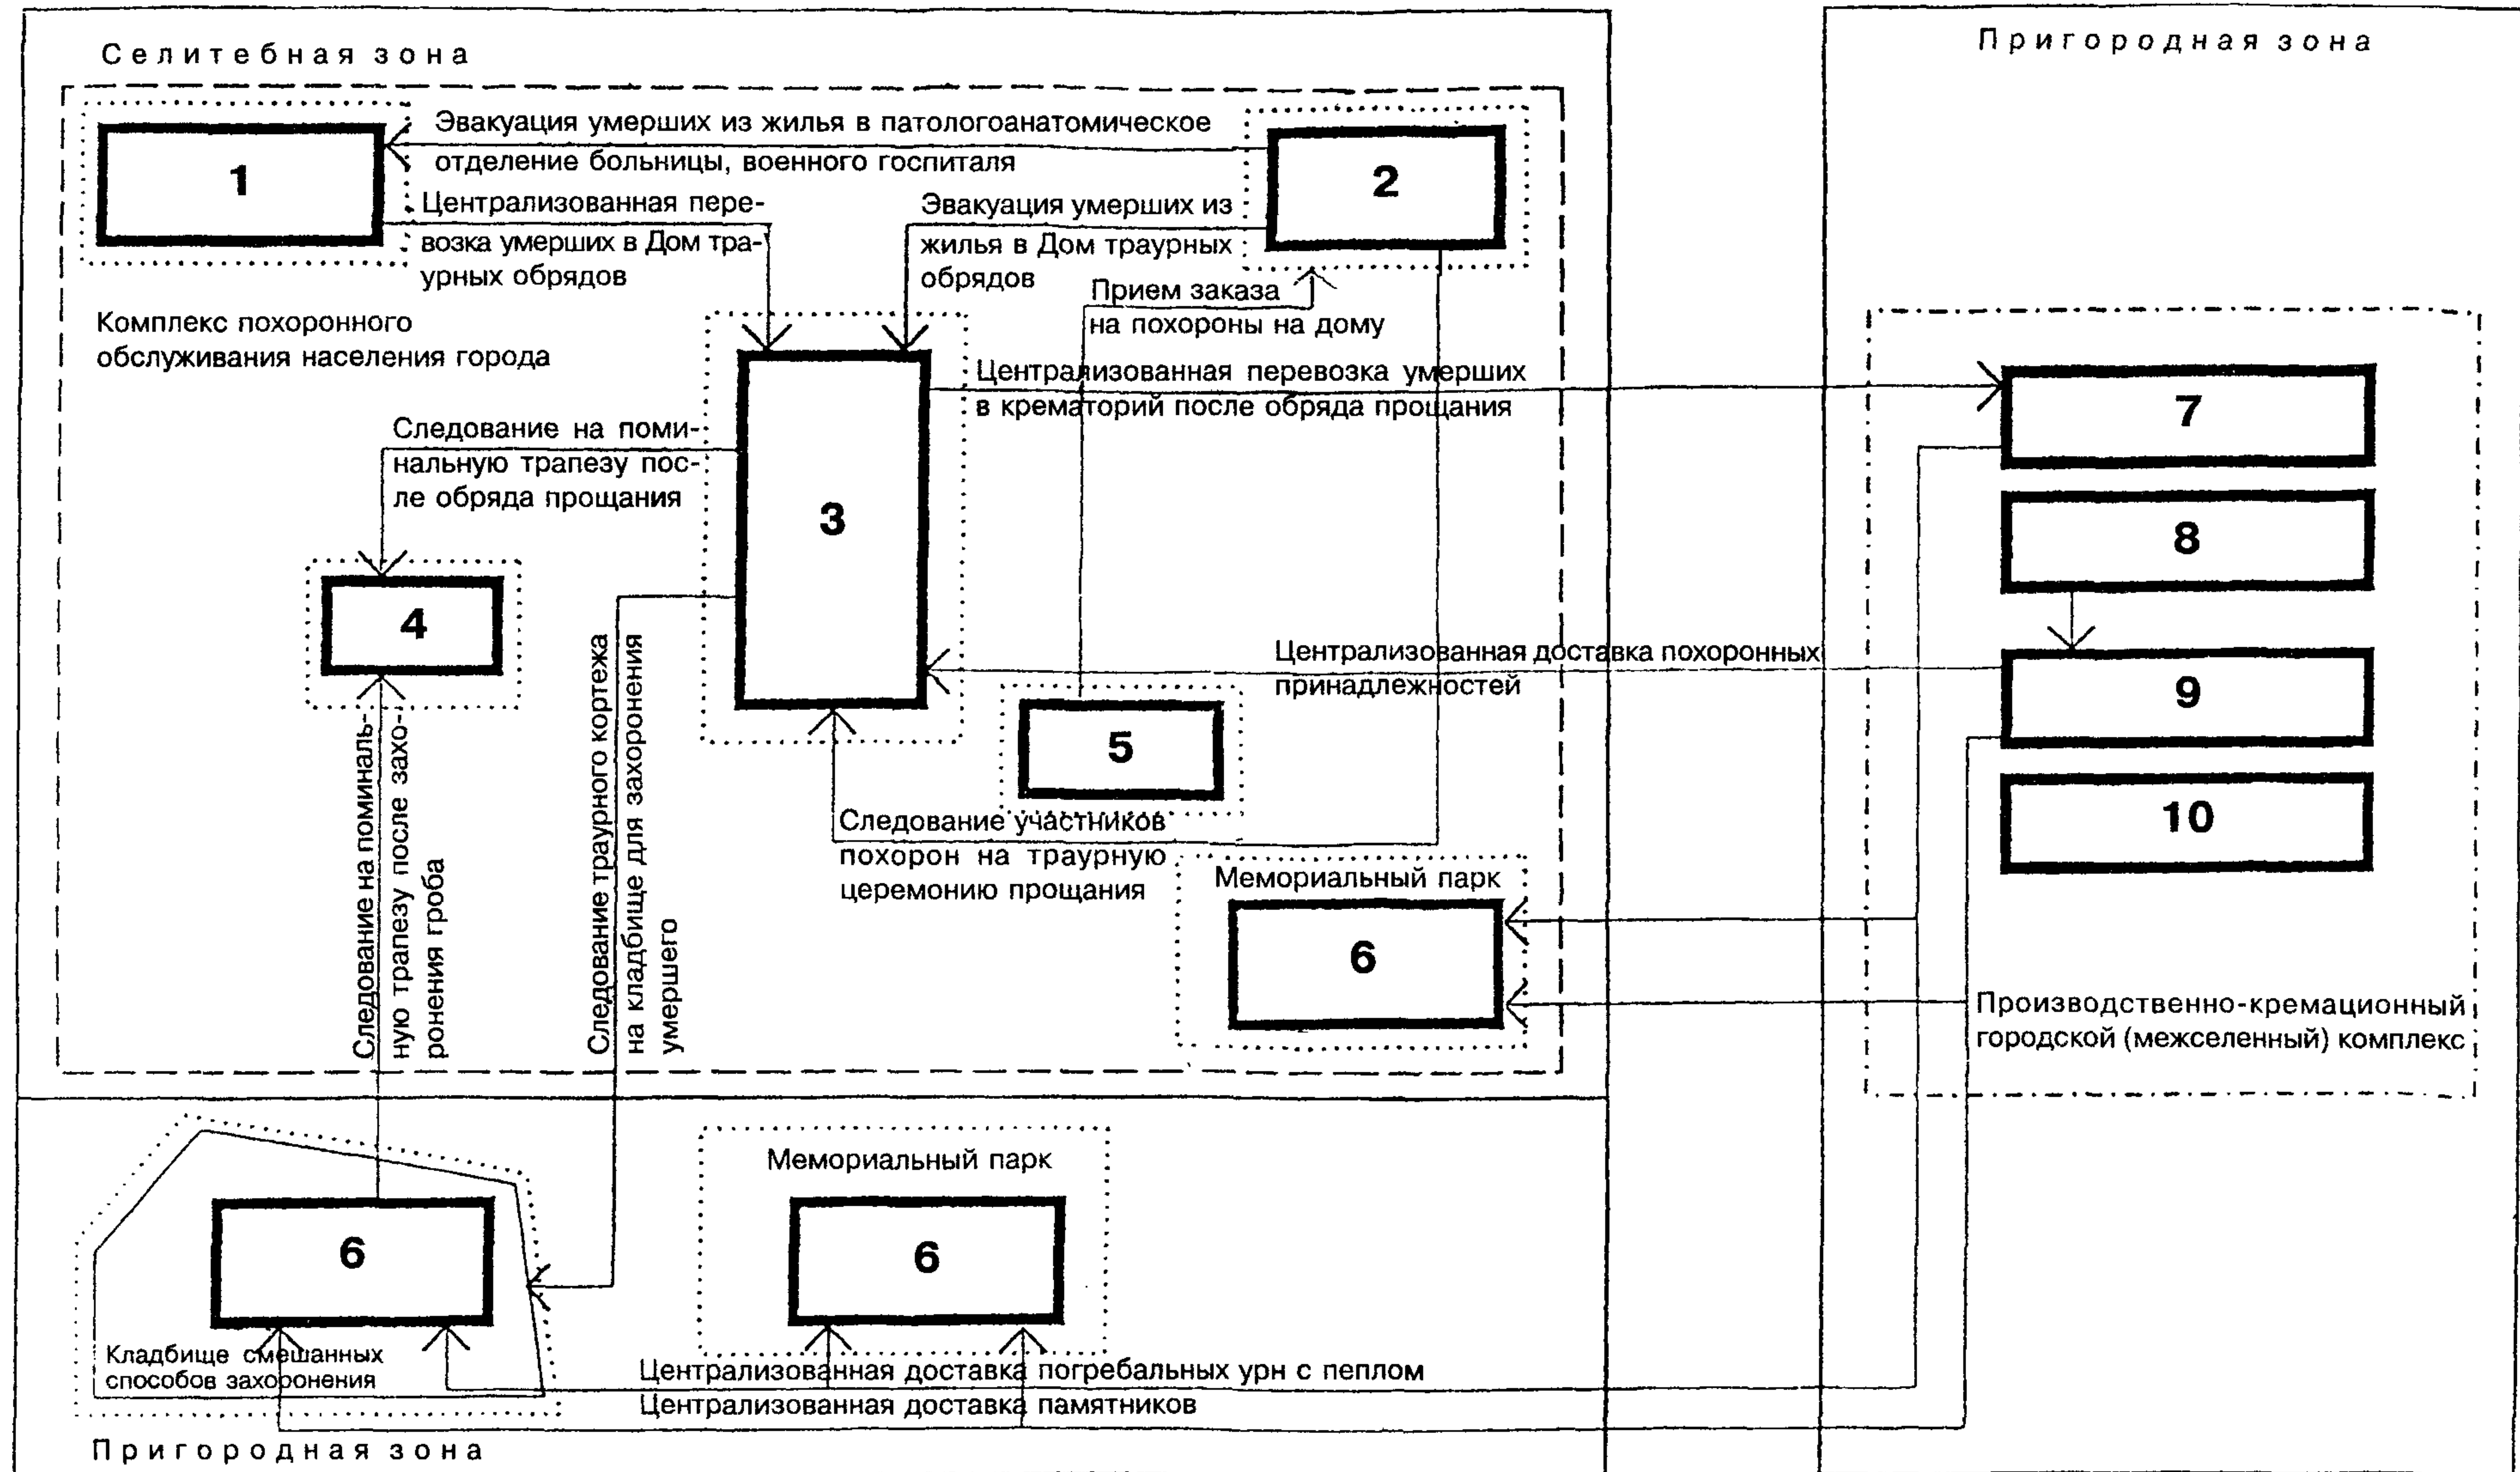 Селитебная зона
Пригородная зона
1
Эвакуация умерших из жилья в патологоанатомическое
отделение больницы, военного госпиталя
2
Централизованная пере-
возка умерших в Дом тра-
урных обрядов
Эвакуация умерших из
жилья в Дом траурных
обрядов
Прием заказа
на похороны на дому
Комплекс похоронного
обслуживания населения города
Централизованная перевозка умерших
в крематорий после обряда прощания
7
Следование на поми-
нальную трапезу пос-
ле обряда прощания
3
8
4
Централизованная доставка похоронных
принадлежностей
9
5
10
Следование на поминаль-
ную трапезу после захо-
ронения гроба
Следование траурного кортежа
на кладбище для захоронения
умершего
Следование участников
похорон на траурную
церемонию прощания
Мемориальный парк
6
Производственно-кремационный
городской (межселенный) комплекс
Мемориальный парк
6
6
Кладбище смешанных
способов захоронения
Централизованная доставка погребальных урн с пеплом
Централизованная доставка памятников
Пригородная зона